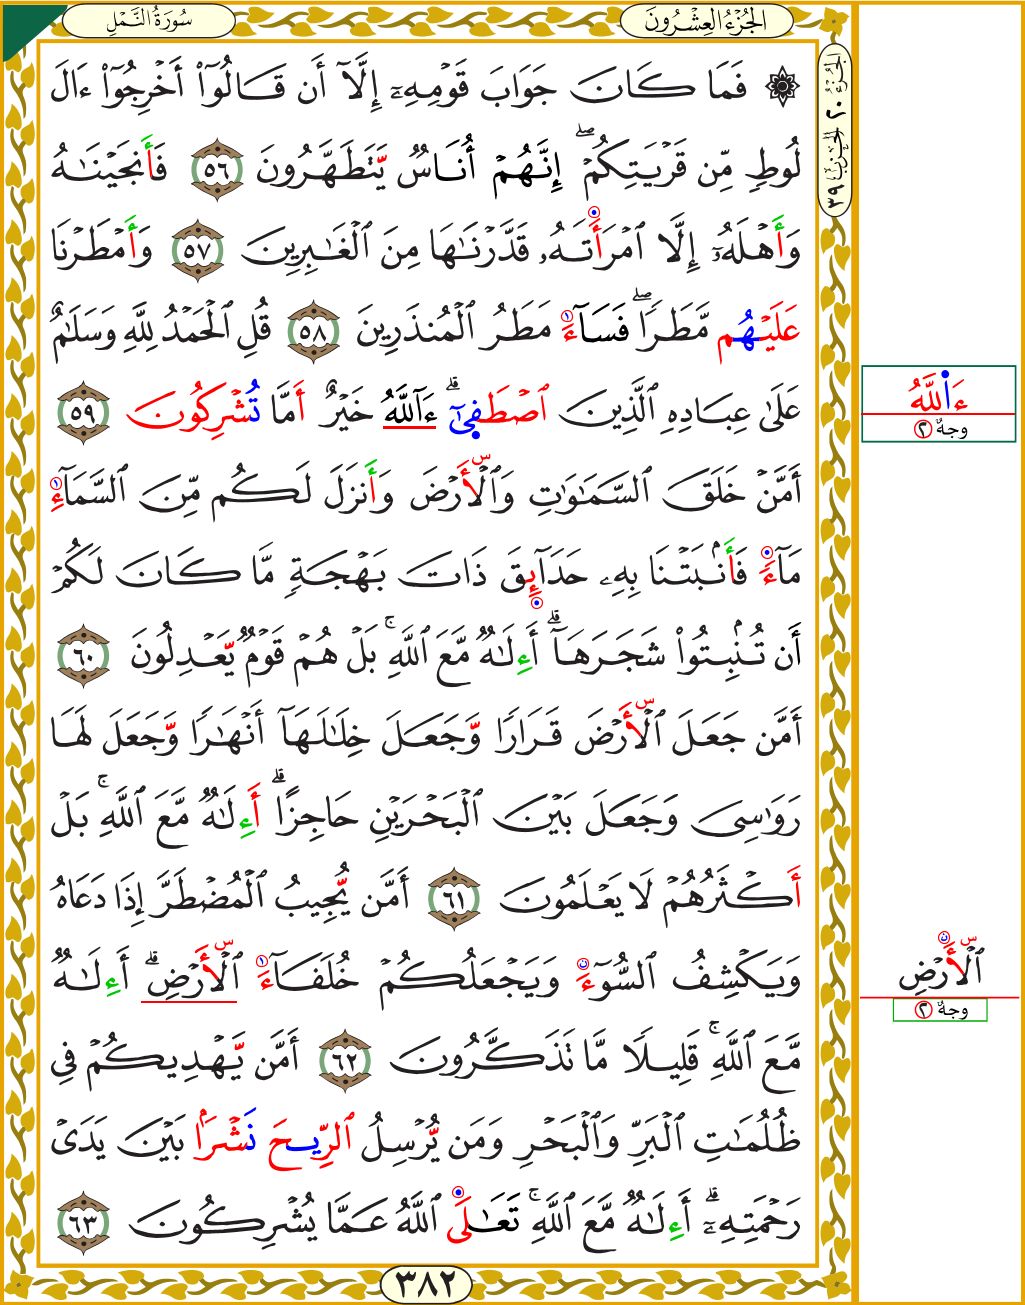 سُورَةُ النَّمْلِ
الجُزْءُ العِشْرُونَ
الجُزْءُ ٢٠ الحِزْبُ ٣٩
۞ فَمَا كَانَ جَوَابَ قَوْمِهِۦٓ إِلَّآ أَن قَالُوٓاْ أَخْرِجُوٓاْ ءَالَ
لُوطٍ مِّن قَرْيَتِكُمْۖ إِنَّهُمْ أُنَاسٌ يَتَطَهَّرُونَ ٥٦ فَأَنجَيْنَٰهُ
وَأَهْلَهُۥٓ إِلَّا ٱمْرَأَتَهُۥ قَدَّرْنَٰهَا مِنَ ٱلْغَٰبِرِينَ ٥٧ وَأَمْطَرْنَا
عَلَيْهُم مَّطَرًاۖ فَسَآءَ مَطَرُ ٱلْمُنذَرِينَ ٥٨ قُلِ ٱلْحَمْدُ لِلَّهِ وَسَلَٰمٌ
عَلَىٰ عِبَادِهِ ٱلَّذِينَ ٱصْطَفِىٰٓۗ ءَآللَّهُ خَيْرٌ أَمَّا تُشْرِكُونَ ٥٩
أَمَّنْ خَلَقَ ٱلسَّمَٰوَٰتِ وَٱلْأَرْضَ وَأَنزَلَ لَكُم مِّنَ ٱلسَّمَآءِ
مَآءً فَأَنۢبَتْنَا بِهِۦ حَدَآئِقَ ذَاتَ بَهْجَةٍ مَّا كَانَ لَكُمْ
أَن تُنۢبِتُواْ شَجَرَهَآۗ أَءِلَٰهٌ مَّعَ ٱللَّهِۚ بَلْ هُمْ قَوْمٌ يَعْدِلُونَ ٦٠
أَمَّن جَعَلَ ٱلْأَرْضَ قَرَارًا وَجَعَلَ خِلَٰلَهَآ أَنْهَٰرًا وَجَعَلَ لَهَا
رَوَٰسِىَ وَجَعَلَ بَيْنَ ٱلْبَحْرَيْنِ حَاجِزًاۗ أَءِلَٰهٌ مَّعَ ٱللَّهِۚ بَلْ
أَكْثَرُهُمْ لَا يَعْلَمُونَ ٦١ أَمَّن يُجِيبُ ٱلْمُضْطَرَّ إِذَا دَعَاهُ
وَيَكْشِفُ ٱلسُّوٓءَ وَيَجْعَلُكُمْ خُلَفَآءَ ٱلْأَرْضِۗ أَءِلَٰهٌ
مَّعَ ٱللَّهِۚ قَلِيلًا مَّا تَذَكَّرُونَ ٦٢ أَمَّن يَهْدِيكُمْ فِى
ظُلُمَٰتِ ٱلْبَرِّ وَٱلْبَحْرِ وَمَن يُرْسِلُ ٱلرِّيحَ نَشْرًۢا بَيْنَ يَدَىْ
رَحْمَتِهِۦٓۗ أَءِلَٰهٌ مَّعَ ٱللَّهِۚ تَعَٰلَى ٱللَّهُ عَمَّا يُشْرِكُونَ ٦٣
ءَاْللَّهُ
وجهٌ ٢
ٱلْأَرْضِ
وجهٌ ٢
٣٨٢